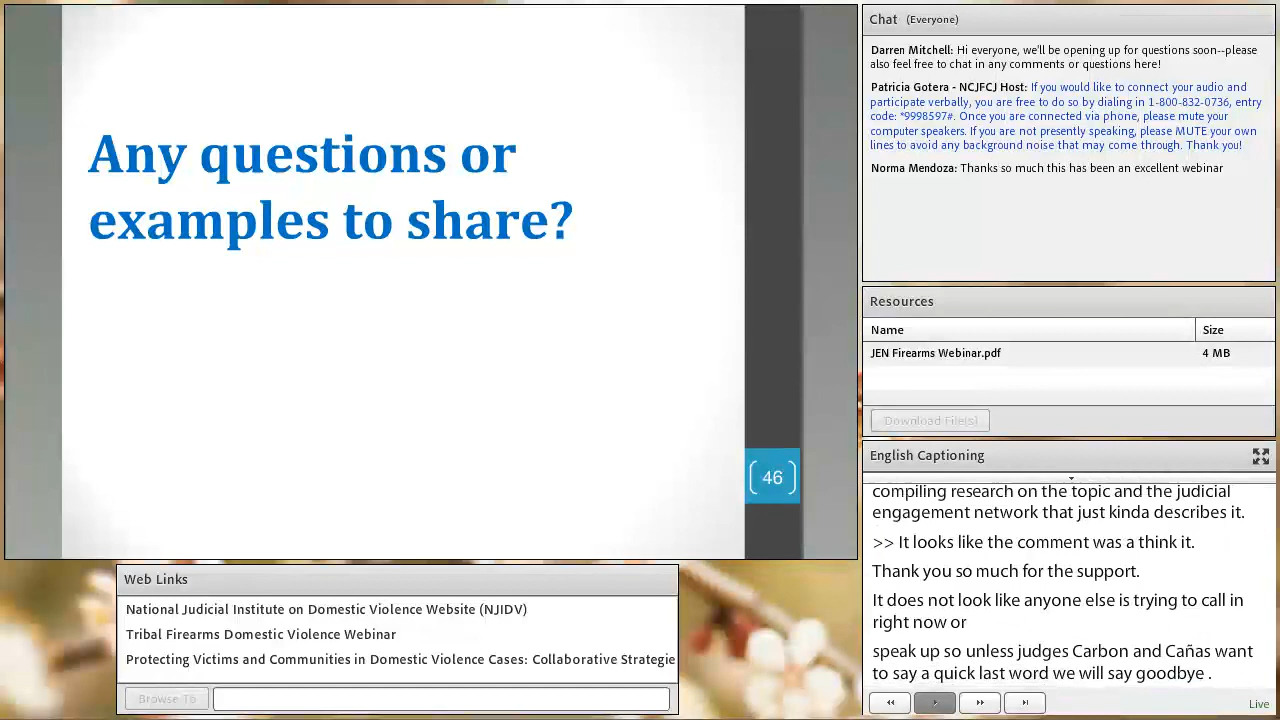 Any questions or
examples to share?
46
Chat (Everyone)
Darren Mitchell: Hi everyone, we'll be opening up for questions soon--please
also feel free to chat in any comments or questions here!
Patricia Gotera - NCJFCJ Host: If you would like to connect your audio and
participate verbally, you are free to do so by dialing in 1-800-832-0736, entry
code: *9998597#. Once you are connected via phone, please mute your
computer speakers. If you are not presently speaking, please MUTE your own
lines to avoid any background noise that may come through. Thank you!
Norma Mendoza: Thanks so much this has been an excellent webinar
Resources
Name Size
JEN Firearms Webinar.pdf 4 MB
Download File(s)
English Captioning
compiling research on the topic and the judicial
engagement network that just kinda describes it.
>> It looks like the comment was a think it.
Thank you so much for the support.
It does not look like anyone else is trying to call in
right now or
speak up so unless judges Carbon and Cañas want
to say a quick last word we will say goodbye .
Live
Web Links
National Judicial Institute on Domestic Violence Website (NJIDV)
Tribal Firearms Domestic Violence Webinar
Protecting Victims and Communities in Domestic Violence Cases: Collaborative Strategie
Browse To